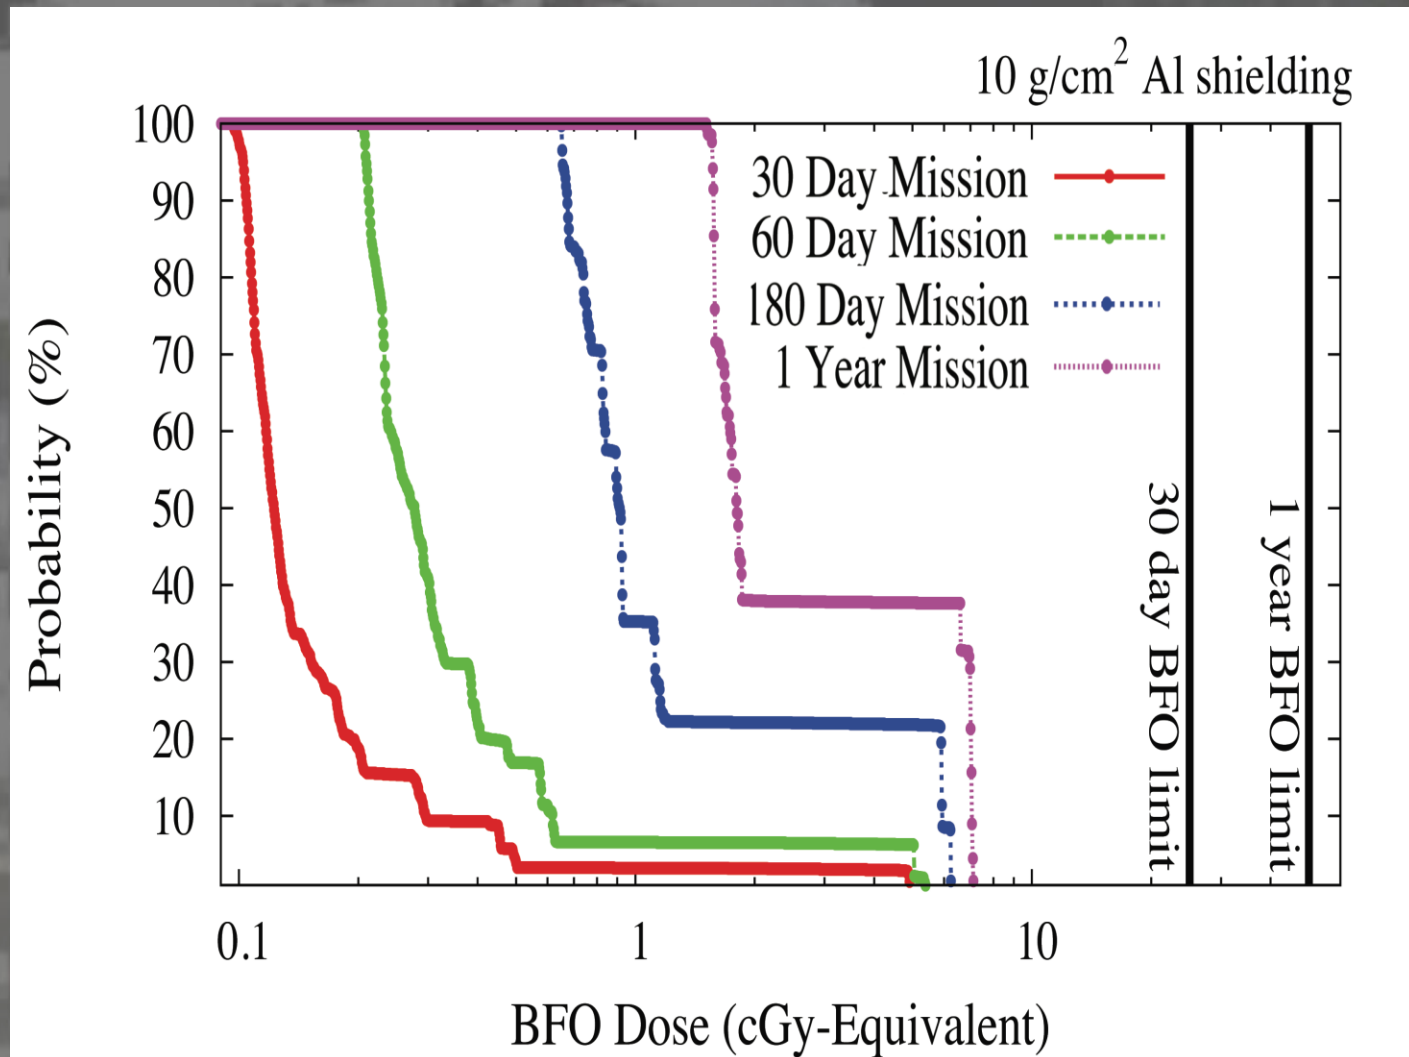 10 g/cm² Al shielding
100
90
80
70
60
50
40
30
20
10
Probability (%)
30 Day Mission
60 Day Mission
180 Day Mission
1 Year Mission
30 day BFO limit
1 year BFO limit
0.1
1
10
BFO Dose (cGy-Equivalent)